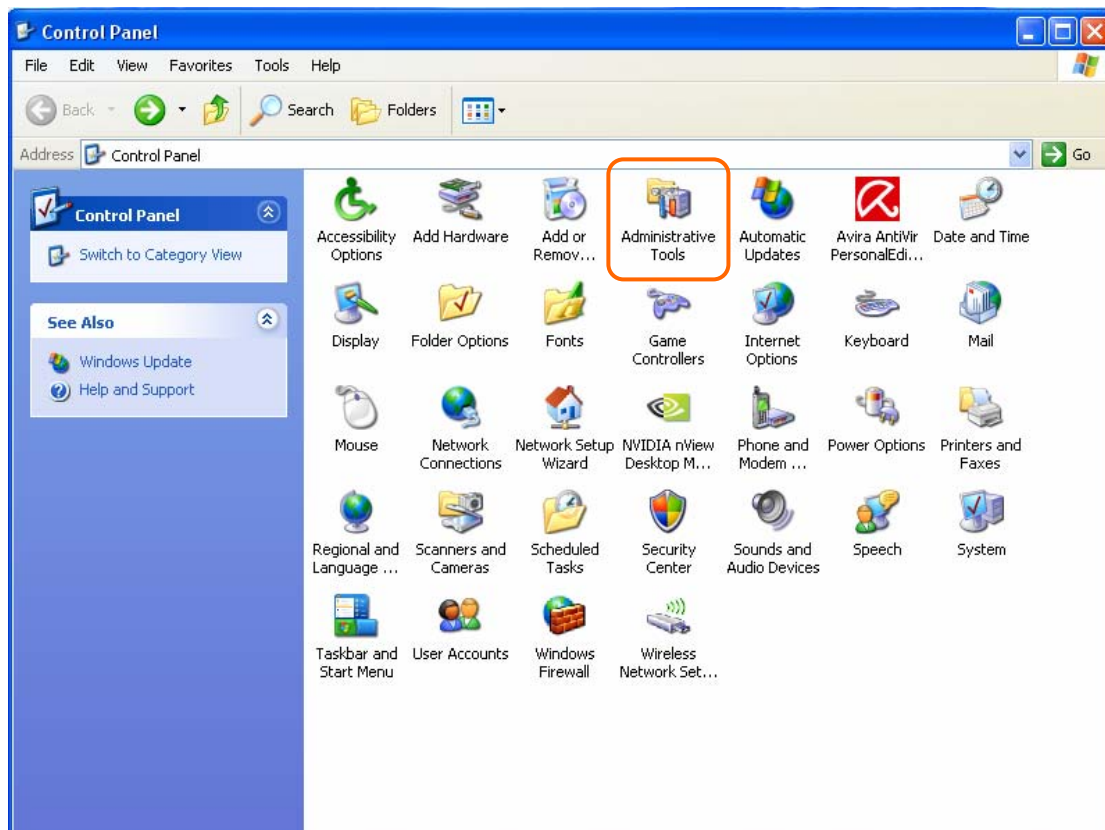 Control Panel
File Edit View Favorites Tools Help
Back Search Folders
Address Control Panel Go
Control Panel
Switch to Category View
See Also
Windows Update
Help and Support
Accessibility Options
Add Hardware
Add or Remov...
Administrative Tools
Automatic Updates
Avira AntiVir PersonalEdi...
Date and Time
Display
Folder Options
Fonts
Game Controllers
Internet Options
Keyboard
Mail
Mouse
Network Connections
Network Setup Wizard
NVIDIA nView Desktop M...
Phone and Modem ...
Power Options
Printers and Faxes
Regional and Language ...
Scanners and Cameras
Scheduled Tasks
Security Center
Sounds and Audio Devices
Speech
System
Taskbar and Start Menu
User Accounts
Windows Firewall
Wireless Network Set...